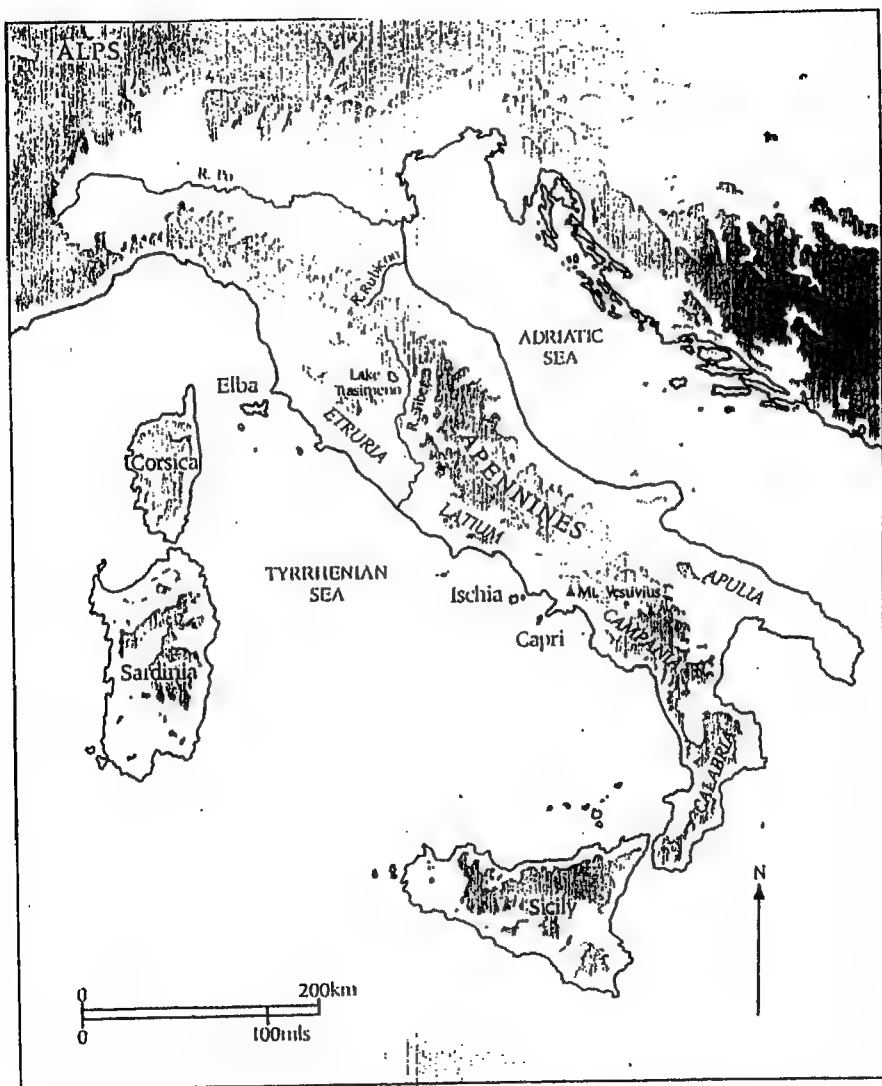 ALPS
R. Po
R. Rubicon
ADRIATIC
SEA
Elba
Lake
R. Tiber
ETRURIA
Corsica
APENNINES
LATIUM
TYRRHENIAN
SEA
Ischia
Mt. Vesuvius
APULIA
Capri
CAMPANIA
Sardinia
CALABRIA
N
Sicily
0
200km
0
100mls